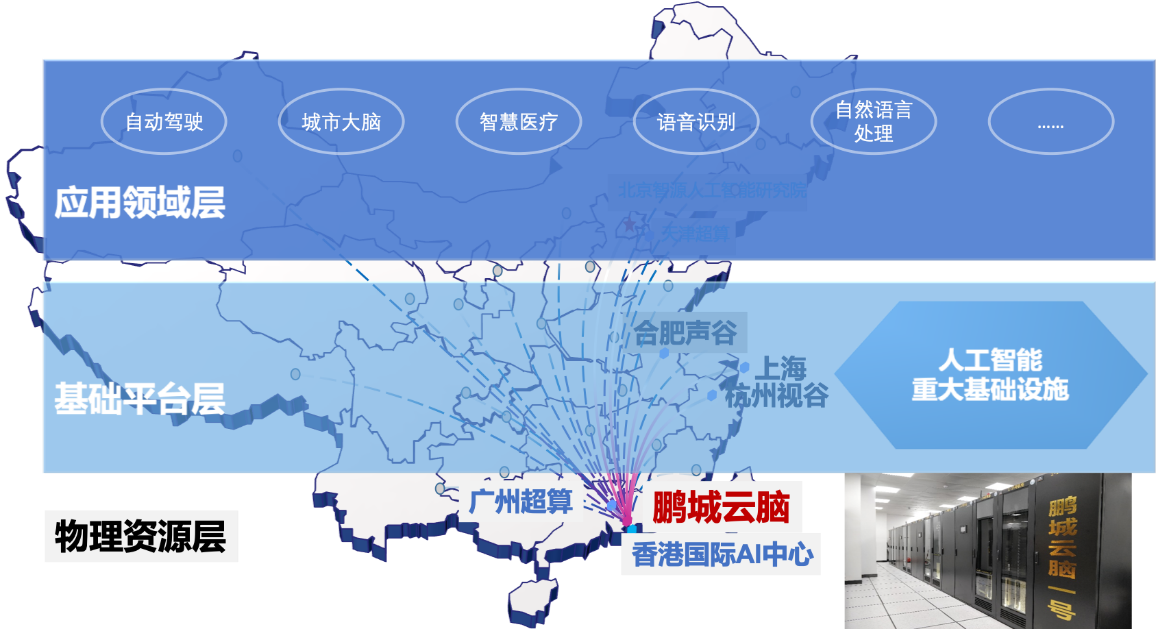 自动驾驶
城市大脑
智慧医疗
语音识别
自然语言
处理
......
应用领域层
北京智源人工智能研究院
天津超算
合肥声谷
上海
杭州视谷
基础平台层
人工智能
重大基础设施
广州超算
鹏城云脑
物理资源层
香港国际AI中心
鹏城云脑一号